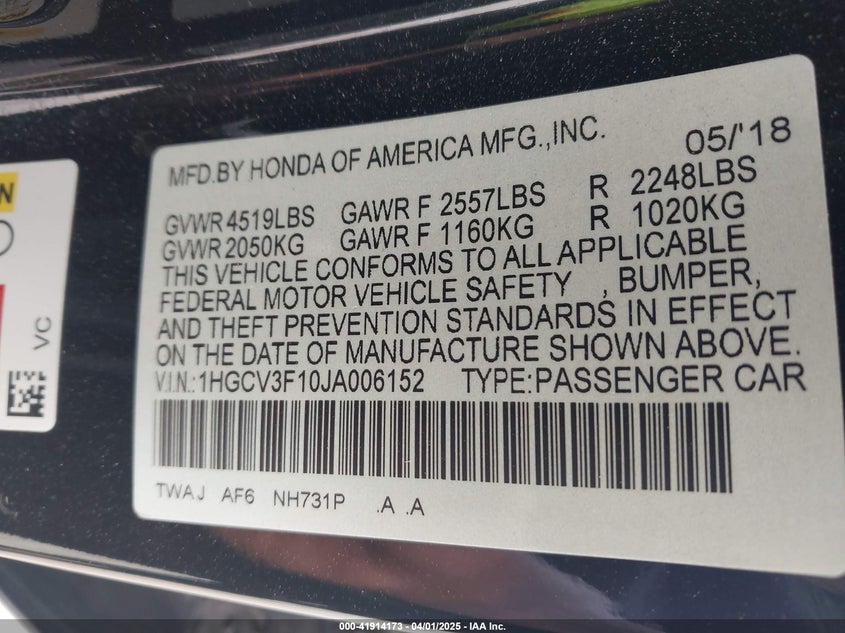 MFD.BY HONDA OF AMERICA MFG.,INC. 05/'18
GVWR 4519LBS GAWR F 2557LBS R 2248LBS
GVWR 2050KG GAWR F 1160KG R 1020KG
THIS VEHICLE CONFORMS TO ALL APPLICABLE
FEDERAL MOTOR VEHICLE SAFETY , BUMPER,
AND THEFT PREVENTION STANDARDS IN EFFECT
ON THE DATE OF MANUFACTURE SHOWN ABOVE.
V.I.N.:1HGCV3F10JA006152 TYPE:PASSENGER CAR
TWAJ AF6 NH731P .A .A
N
VC
000-41914173 - 04/01/2025 - IAA Inc.